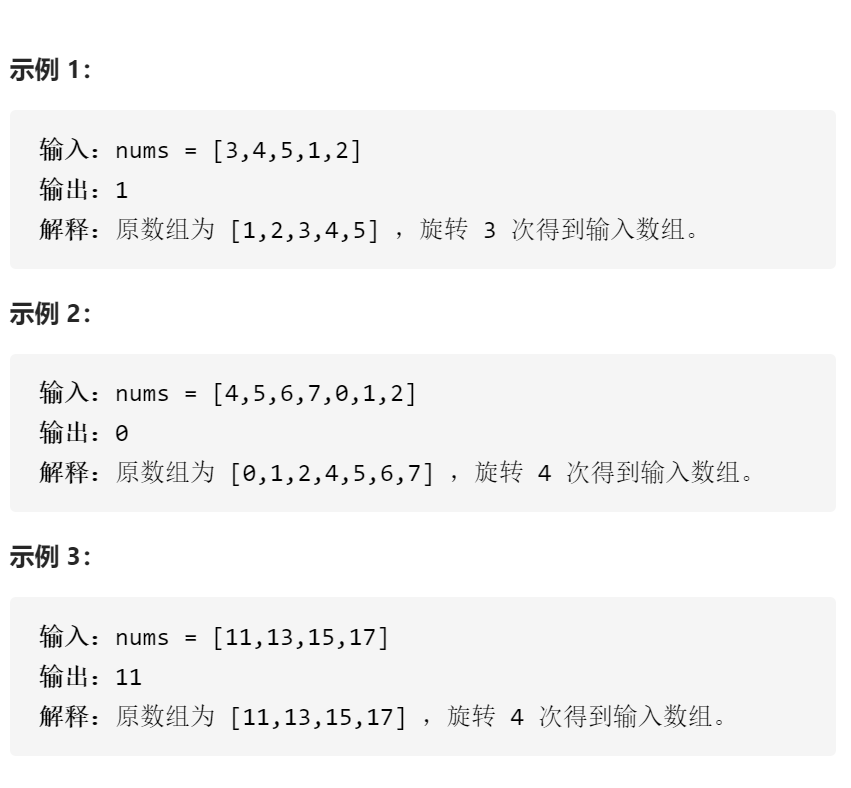 示例 1：
输入：nums = [3,4,5,1,2]
输出：1
解释：原数组为 [1,2,3,4,5] ，旋转 3 次得到输入数组。
示例 2：
输入：nums = [4,5,6,7,0,1,2]
输出：0
解释：原数组为 [0,1,2,4,5,6,7] ，旋转 4 次得到输入数组。
示例 3：
输入：nums = [11,13,15,17]
输出：11
解释：原数组为 [11,13,15,17] ，旋转 4 次得到输入数组。